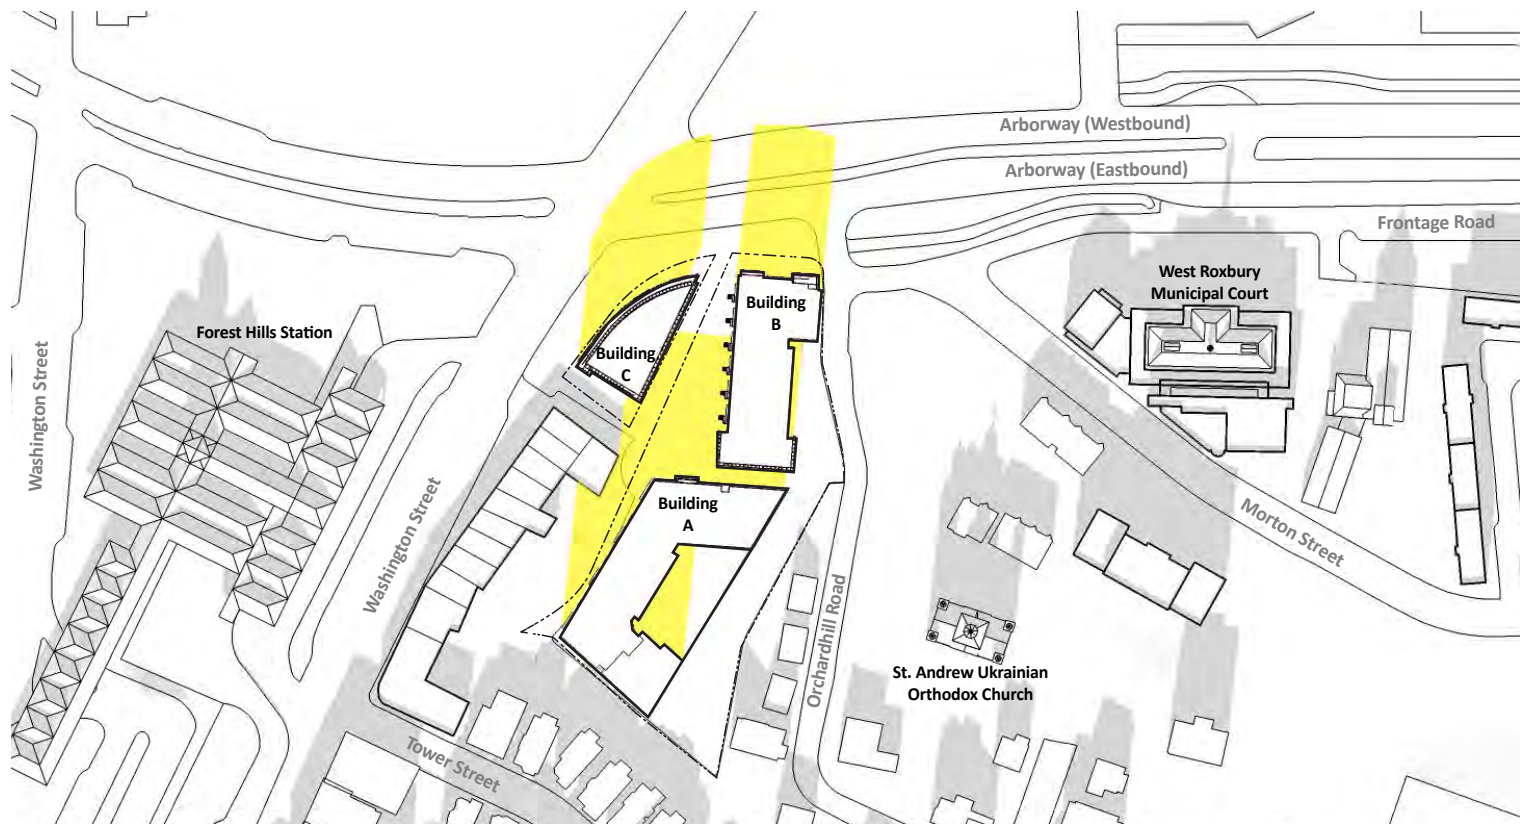 Arborway (Westbound)
Arborway (Eastbound)
Frontage Road
West Roxbury
Municipal Court
Forest Hills Station
Building
B
Building
C
Washington Street
Building
A
Washington Street
Morton Street
Orchardhill Road
St. Andrew Ukrainian
Orthodox Church
Tower Street